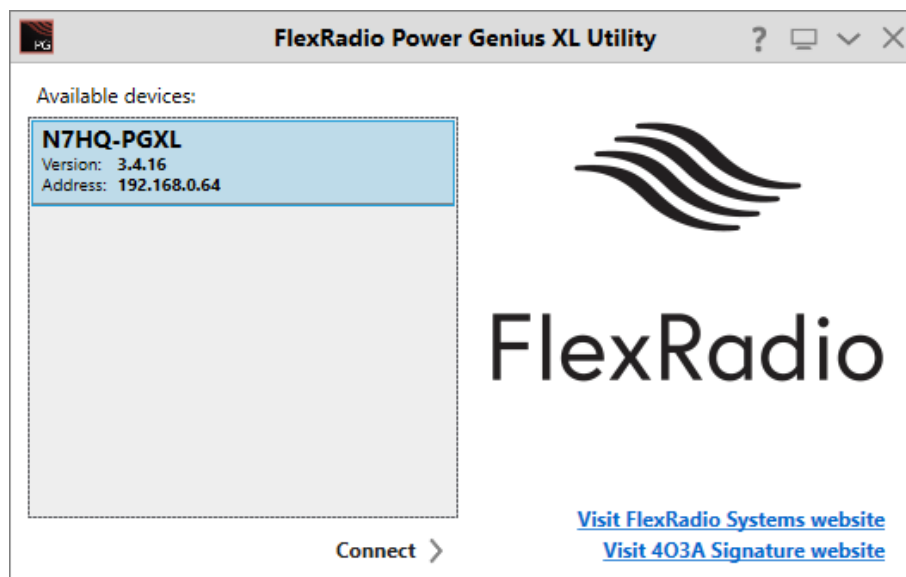 PG
FlexRadio Power Genius XL Utility
?
Available devices:
N7HQ-PGXL
Version: 3.4.16
Address: 192.168.0.64
FlexRadio
Connect
Visit FlexRadio Systems website
Visit 4O3A Signature website